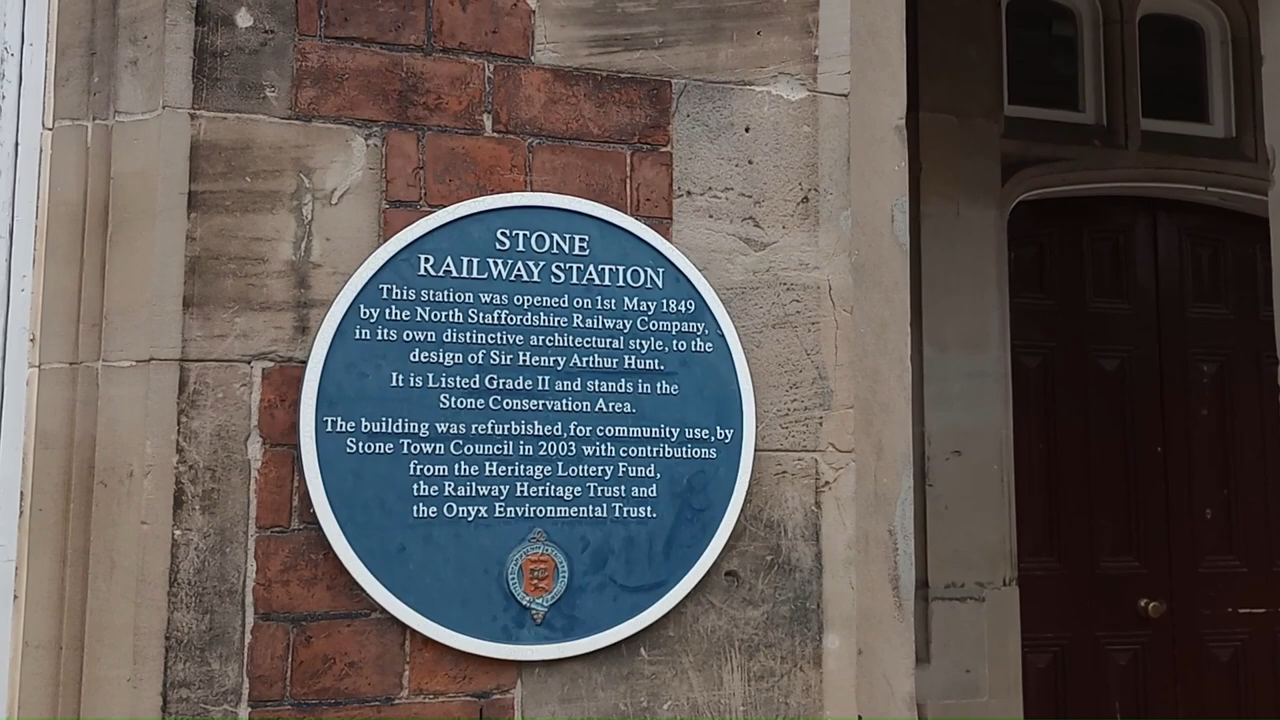 STONE
RAILWAY STATION
This station was opened on 1st May 1849
by the North Staffordshire Railway Company,
in its own distinctive architectural style, to the
design of Sir Henry Arthur Hunt.
It is Listed Grade II and stands in the
Stone Conservation Area.
The building was refurbished, for community use, by
Stone Town Council in 2003 with contributions
from the Heritage Lottery Fund,
the Railway Heritage Trust and
the Onyx Environmental Trust.